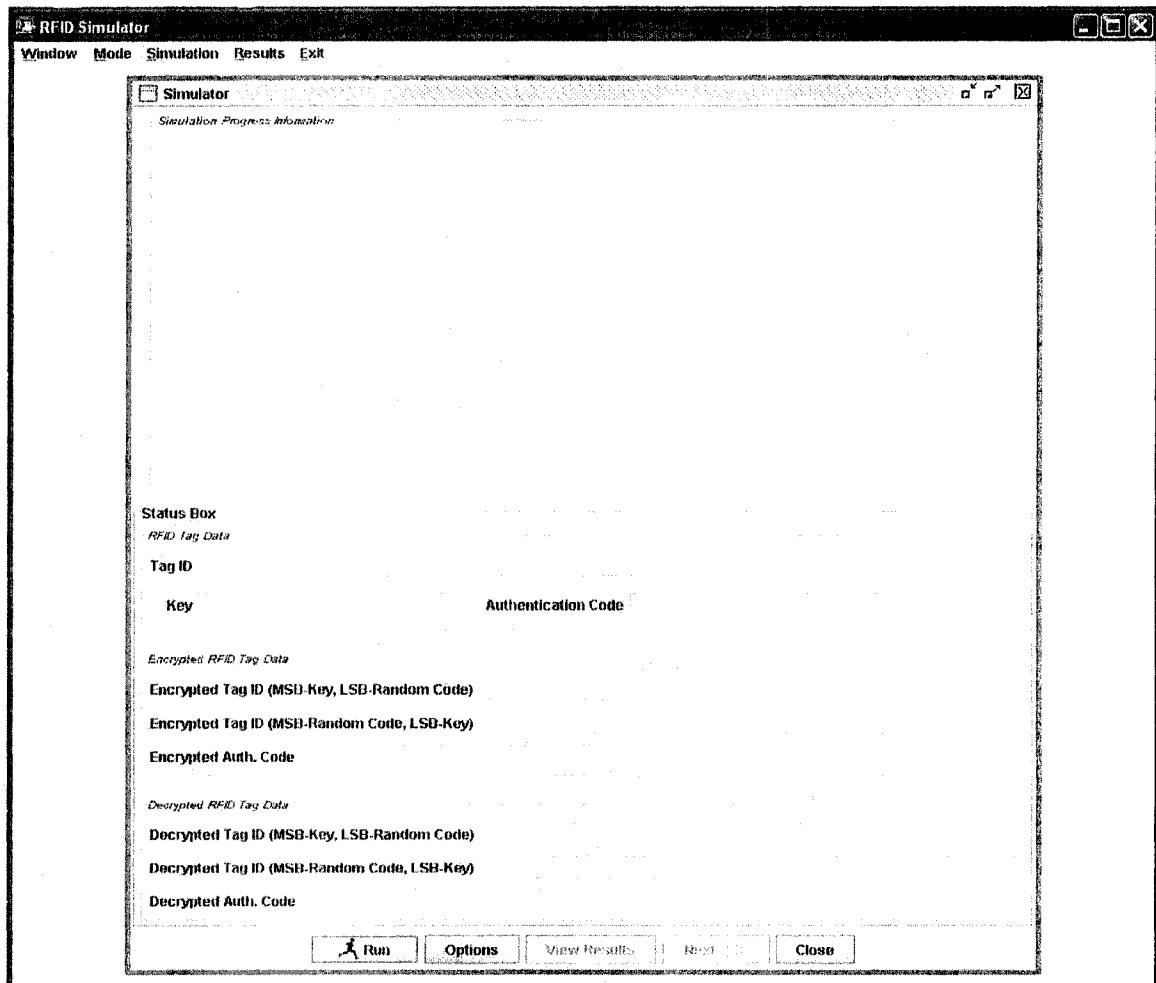 RFID Simulator
Window Mode Simulation Results Exit
Simulator
Simulation Progress Information
Status Box
RFID Tag Data
Tag ID
Key Authentication Code
Encrypted RFID Tag Data
Encrypted Tag ID (MSB-Key, LSB-Random Code)
Encrypted Tag ID (MSB-Random Code, LSB-Key)
Encrypted Auth. Code
Decrypted RFID Tag Data
Decrypted Tag ID (MSB-Key, LSB-Random Code)
Decrypted Tag ID (MSB-Random Code, LSB-Key)
Decrypted Auth. Code
Run Options View Results Next Close